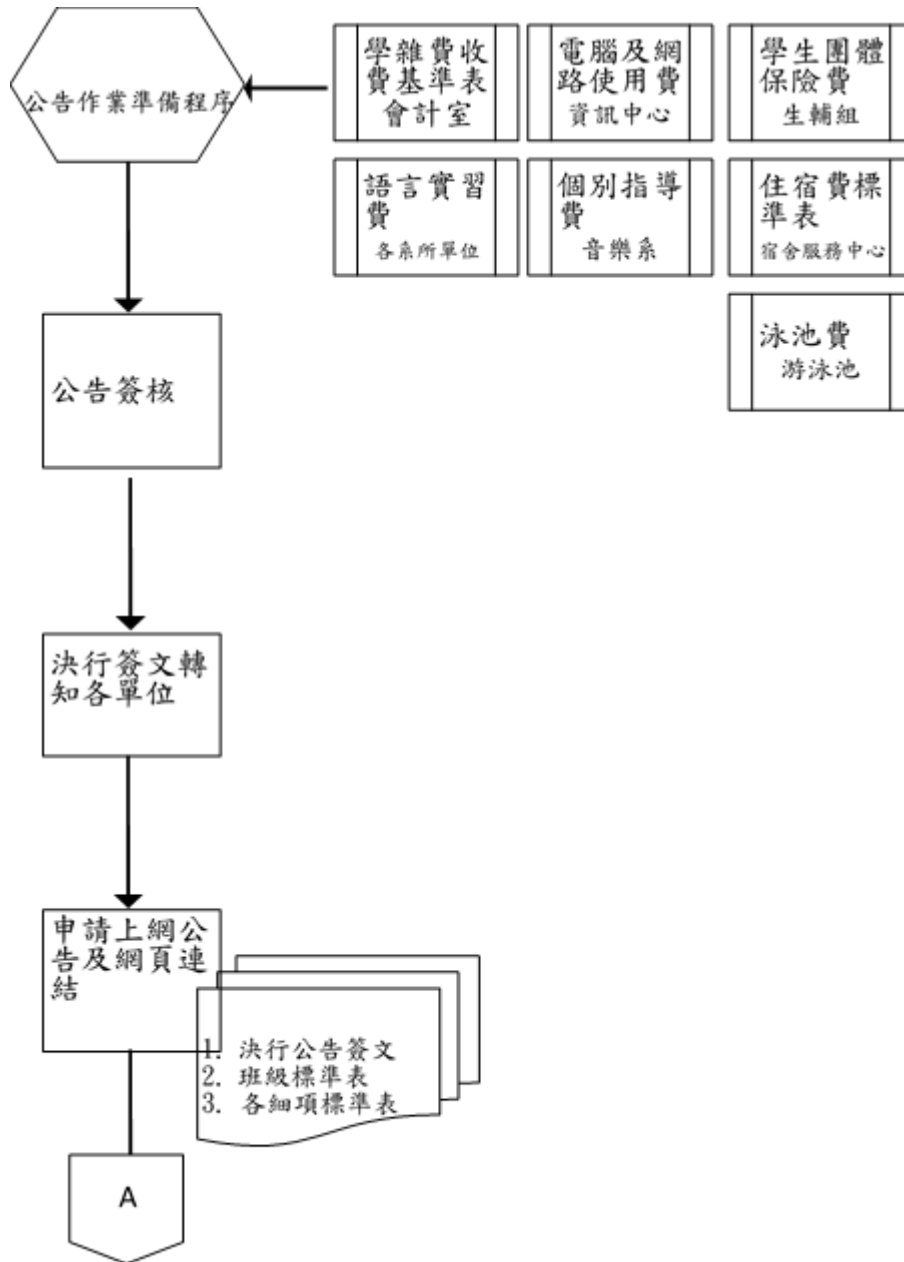 公告作業準備程序
學雜費收
費基準表
會計室
電腦及網
路使用費
資訊中心
學生團體
保險費
生輔組
語言實習
費
各系所單位
個別指導
費
音樂系
住宿費標
準表
宿舍服務中心
泳池費
游泳池
公告簽核
決行簽文轉
知各單位
申請上網公
告及網頁連
結
1. 決行公告簽文
2. 班級標準表
3. 各細項標準表
A